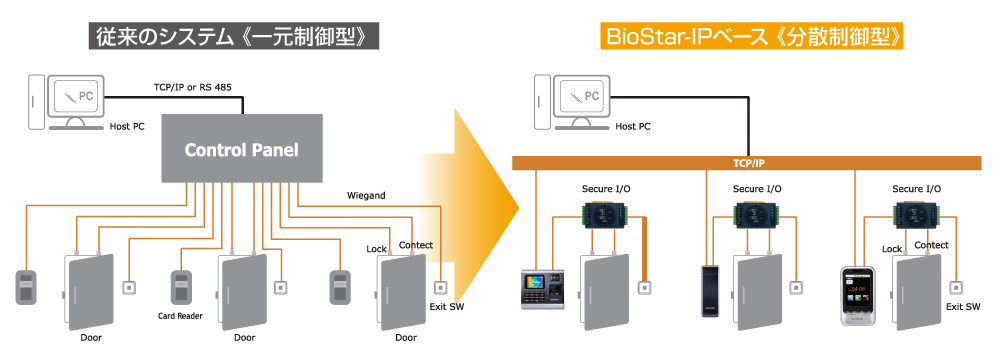 従来のシステム《一元制御型》
PC
TCP/IP or RS 485
Host PC
Control Panel
Wiegand
Lock
Contect
Card Reader
Exit SW
Door
Door
Door
BioStar-IPベース《分散制御型》
PC
Host PC
TCP/IP
Secure I/O
Secure I/O
Secure I/O
Lock
Contect
04:08
Exit SW